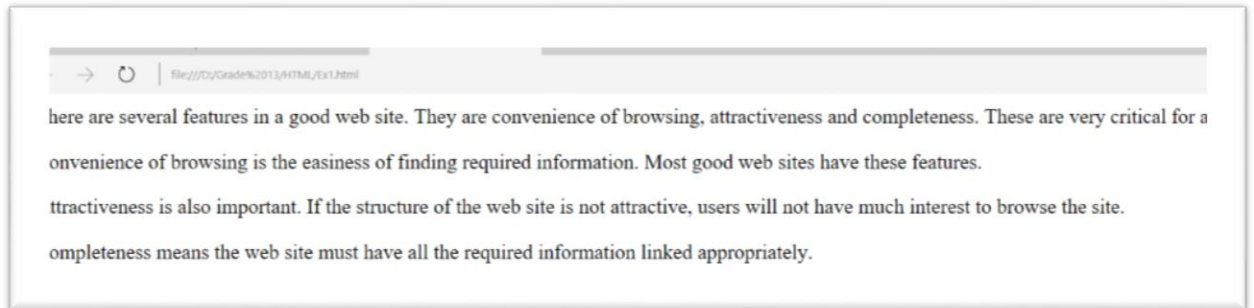 file:///D:/Grade%2013/HTML/Ex1.html
here are several features in a good web site. They are convenience of browsing, attractiveness and completeness. These are very critical for a
onvenience of browsing is the easiness of finding required information. Most good web sites have these features.
ttractiveness is also important. If the structure of the web site is not attractive, users will not have much interest to browse the site.
ompleteness means the web site must have all the required information linked appropriately.